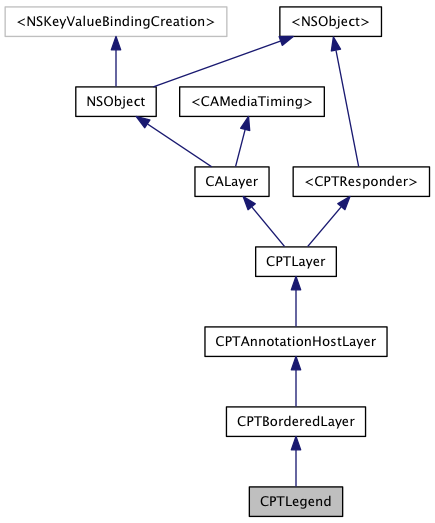 <NSKeyValueBindingCreation>
<NSObject>
NSObject
<CAMediaTiming>
CALayer
<CPTResponder>
CPTLayer
CPTAnnotationHostLayer
CPTBorderedLayer
CPTLegend